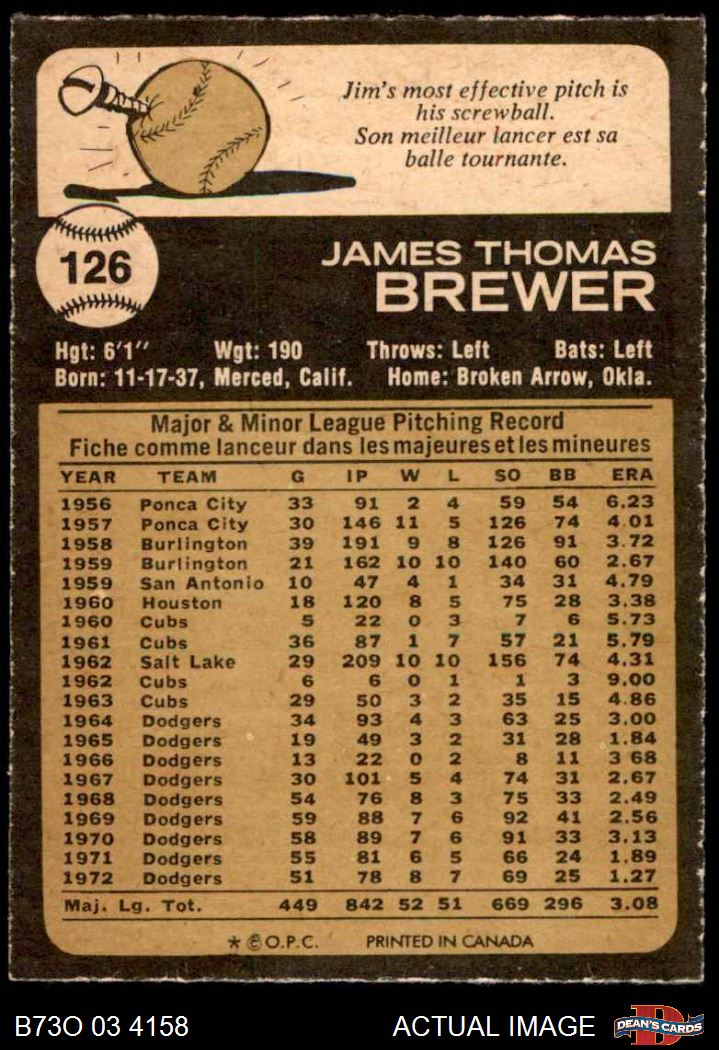 Jim's most effective pitch is
his screwball.
Son meilleur lancer est sa
balle tournante.
126
JAMES THOMAS
BREWER
Hgt: 6'1" Wgt: 190 Throws: Left Bats: Left
Born: 11-17-37, Merced, Calif. Home: Broken Arrow, Okla.
Major & Minor League Pitching Record
Fiche comme lanceur dans les majeures et les mineures
YEAR TEAM G IP W L SO BB ERA
1956 Ponca City 33 91 2 4 59 54 6.23
1957 Ponca City 30 146 11 5 126 74 4.01
1958 Burlington 39 191 9 8 126 91 3.72
1959 Burlington 21 162 10 10 140 60 2.67
1959 San Antonio 10 47 4 1 34 31 4.79
1960 Houston 18 120 8 5 75 28 3.38
1960 Cubs 5 22 0 3 7 6 5.73
1961 Cubs 36 87 1 7 57 21 5.79
1962 Salt Lake 29 209 10 10 156 74 4.31
1962 Cubs 6 6 0 1 1 3 9.00
1963 Cubs 29 50 3 2 35 15 4.86
1964 Dodgers 34 93 4 3 63 25 3.00
1965 Dodgers 19 49 3 2 31 28 1.84
1966 Dodgers 13 22 0 2 8 11 3 68
1967 Dodgers 30 101 5 4 74 31 2.67
1968 Dodgers 54 76 8 3 75 33 2.49
1969 Dodgers 59 88 7 6 92 41 2.56
1970 Dodgers 58 89 7 6 91 33 3.13
1971 Dodgers 55 81 6 5 66 24 1.89
1972 Dodgers 51 78 8 7 69 25 1.27
Maj. Lg. Tot. 449 842 52 51 669 296 3.08
* © O.P.C. PRINTED IN CANADA
B73O 03 4158 ACTUAL IMAGE D DEAN'S CARDS